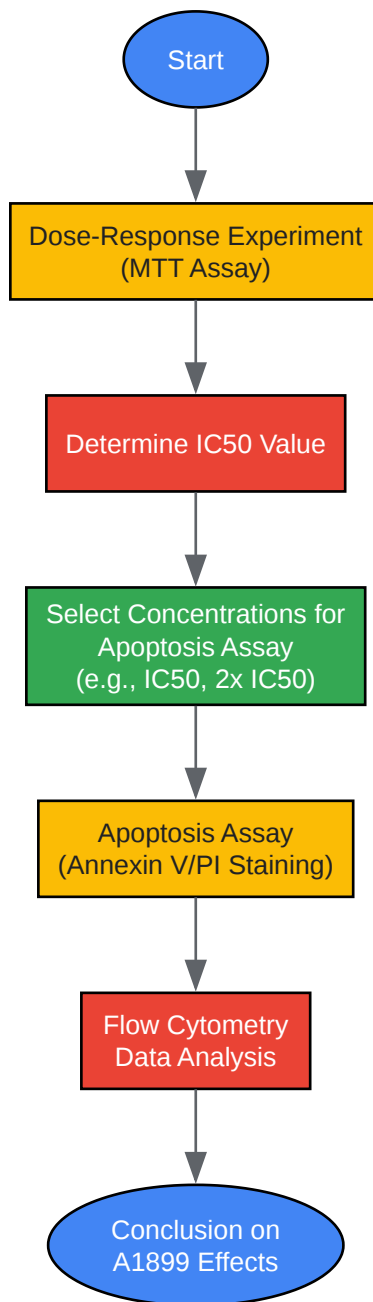 Start
Dose-Response Experiment
(MTT Assay)
Determine IC50 Value
Select Concentrations for
Apoptosis Assay
(e.g., IC50, 2x IC50)
Apoptosis Assay
(Annexin V/PI Staining)
Flow Cytometry
Data Analysis
Conclusion on
A1899 Effects